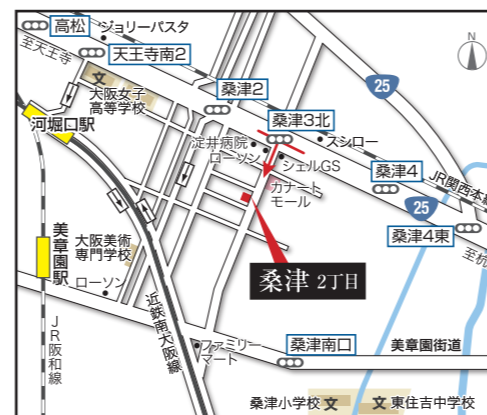 高松
ジョリーパスタ
至天王寺
天王寺南2
N
25
大阪女子
高等学校
桑津2
桑津3北
河堀口駅
淀井病院
ローソン
スシロー
シェルGS
桑津4
JR関西本線
カナート
モール
25
桑津4東
至杭
美章園駅
大阪美術
専門学校
桑津 2丁目
ローソン
近鉄南大阪線
JR阪和線
ファミリー
マート
桑津南口
美章園街道
桑津小学校
東住吉中学校